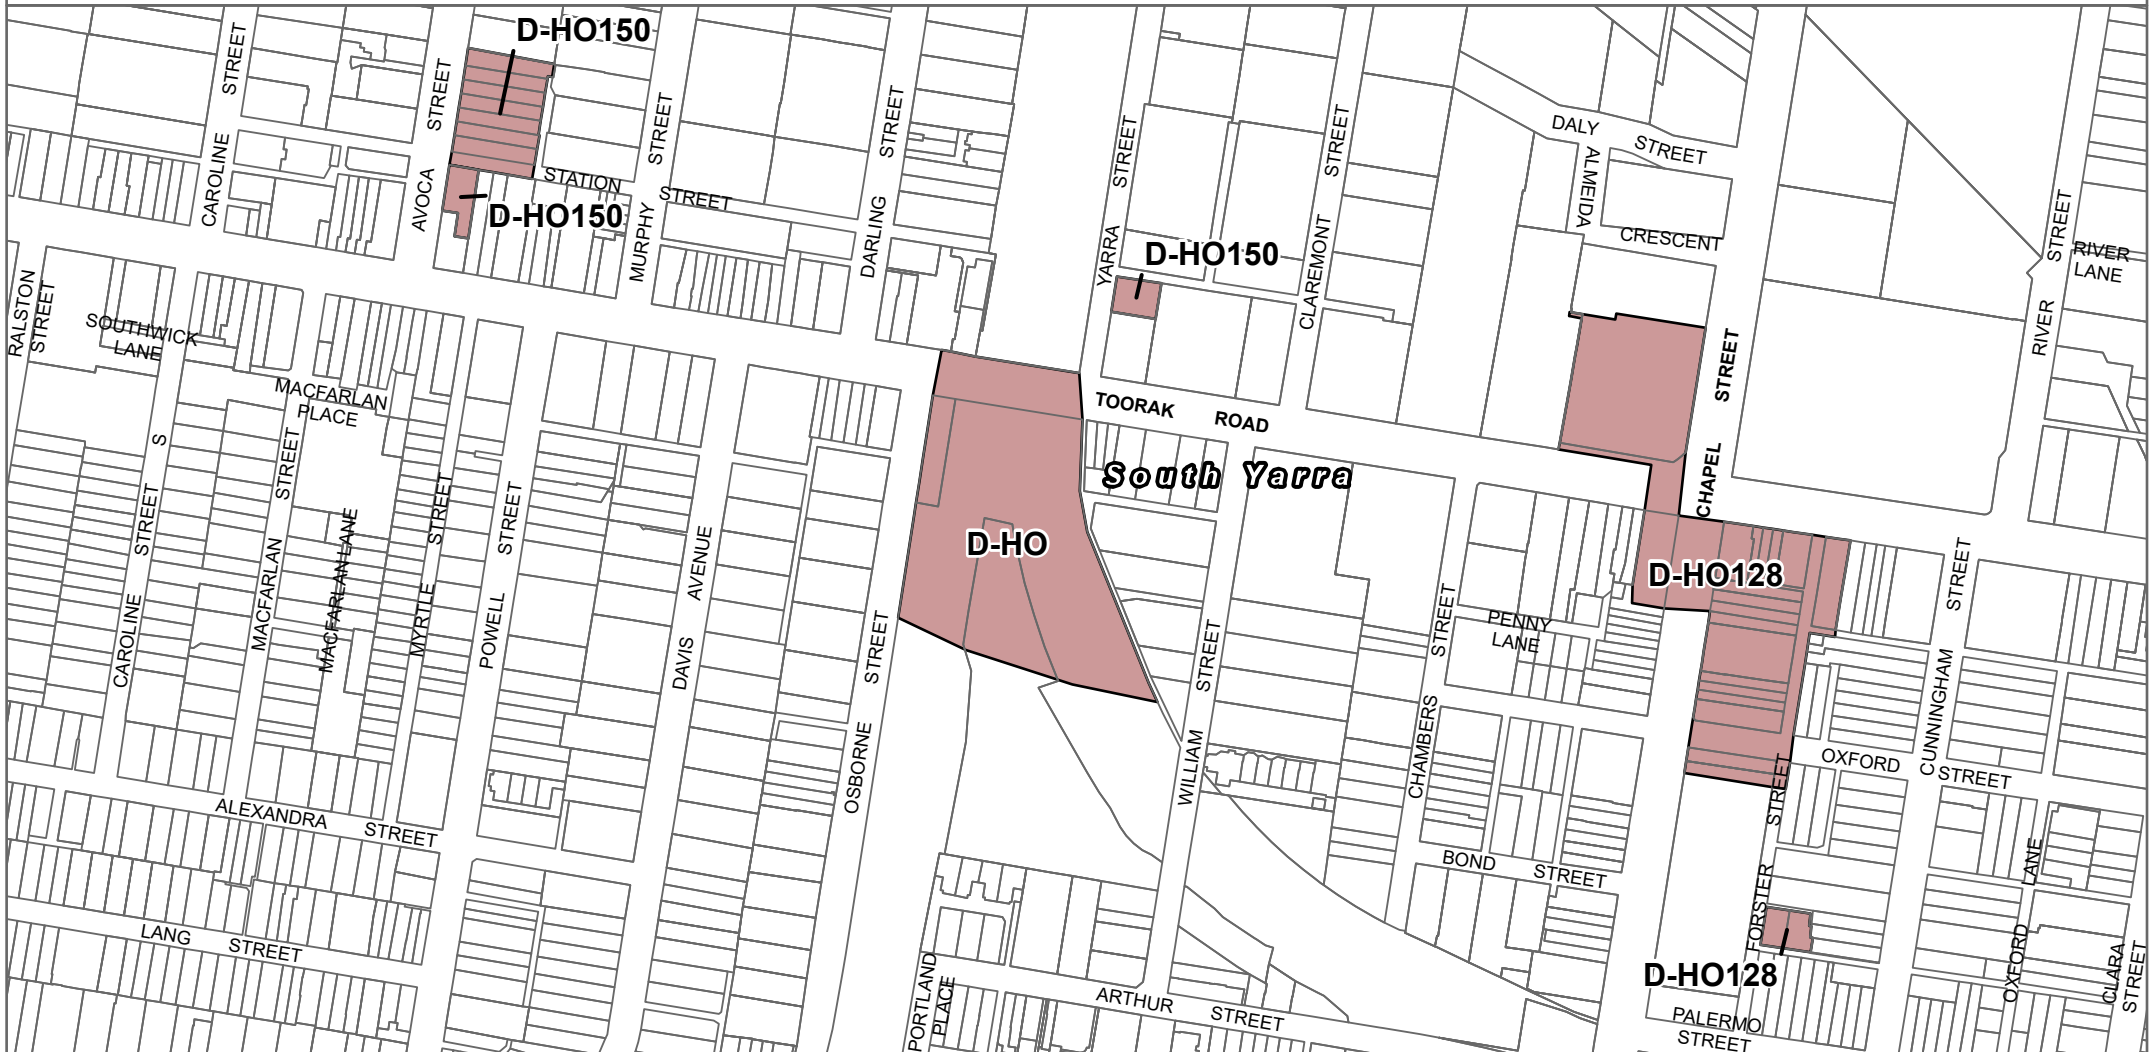 D-HO150
STREET
CAROLINE
STREET
AVOCA
D-HO150
STATION
STREET
STREET
MURPHY
STREET
DARLING
STREET
YARRA
D-HO150
STREET
CLAREMONT
DALY
STREET
ALMEIDA
CRESCENT
STREET
RIVER
RIVER
LANE
RALSTON
STREET
SOUTHWICK
LANE
MACFARLAN
PLACE
TOORAK
ROAD
STREET
CHAPEL
South Yarra
S
STREET
CAROLINE
STREET
MACFARLAN
MACFARLAN LANE
STREET
MYRTLE
STREET
POWELL
AVENUE
DAVIS
STREET
OSBORNE
D-HO
STREET
WILLIAM
STREET
CHAMBERS
PENNY
LANE
D-HO128
STREET
CUNNINGHAM
OXFORD
STREET
STREET
FORSTER
ALEXANDRA
STREET
BOND
STREET
LANE
OXFORD
LANG
STREET
PORTLAND
PLACE
ARTHUR
STREET
D-HO128
PALERMO
STREET
CLARA
STREET